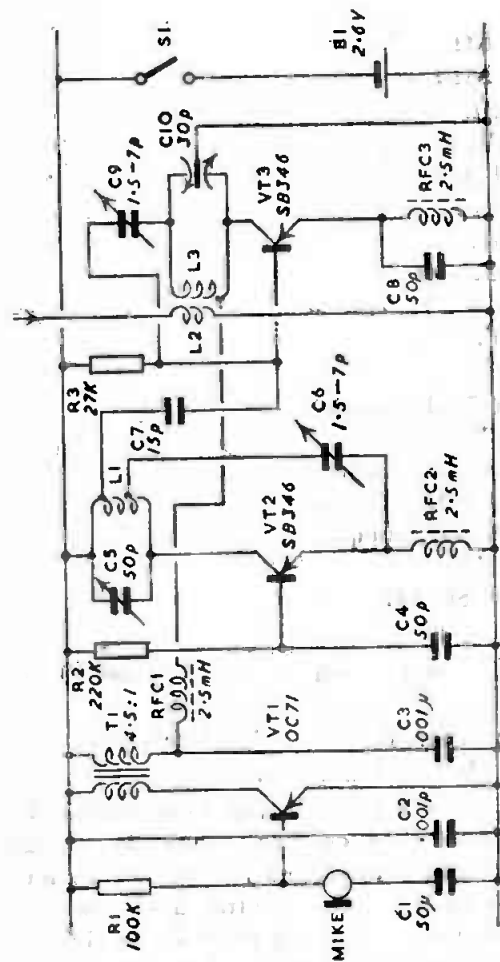 R1
100K
MIKE
C1
50μ
C2
VT1
OC71
T1
4.5:1
C3
.001μ
RFC1
2.5mH
R2
220K
C4
50p
C5
50p
L1
VT2
SB346
RFC2
2.5mH
C6
1.5-7p
C7
15p
R3
27K
L2
L3
C9
1.5-7p
C10
30p
VT3
SB346
C8
50p
RFC3
2.5mH
S1.
B1
2.6V